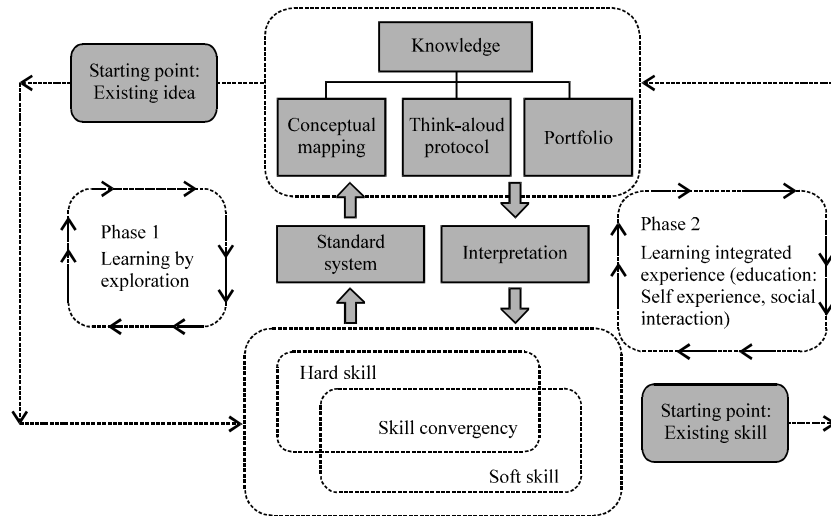 Knowledge
Starting point:
Existing idea
Conceptual
mapping
Think-aloud
protocol
Portfolio
Phase 1
Learning by
exploration
Standard
system
Interpretation
Phase 2
Learning integrated
experience (education:
Self experience, social
interaction)
Hard skill
Skill convergency
Soft skill
Starting point:
Existing skill